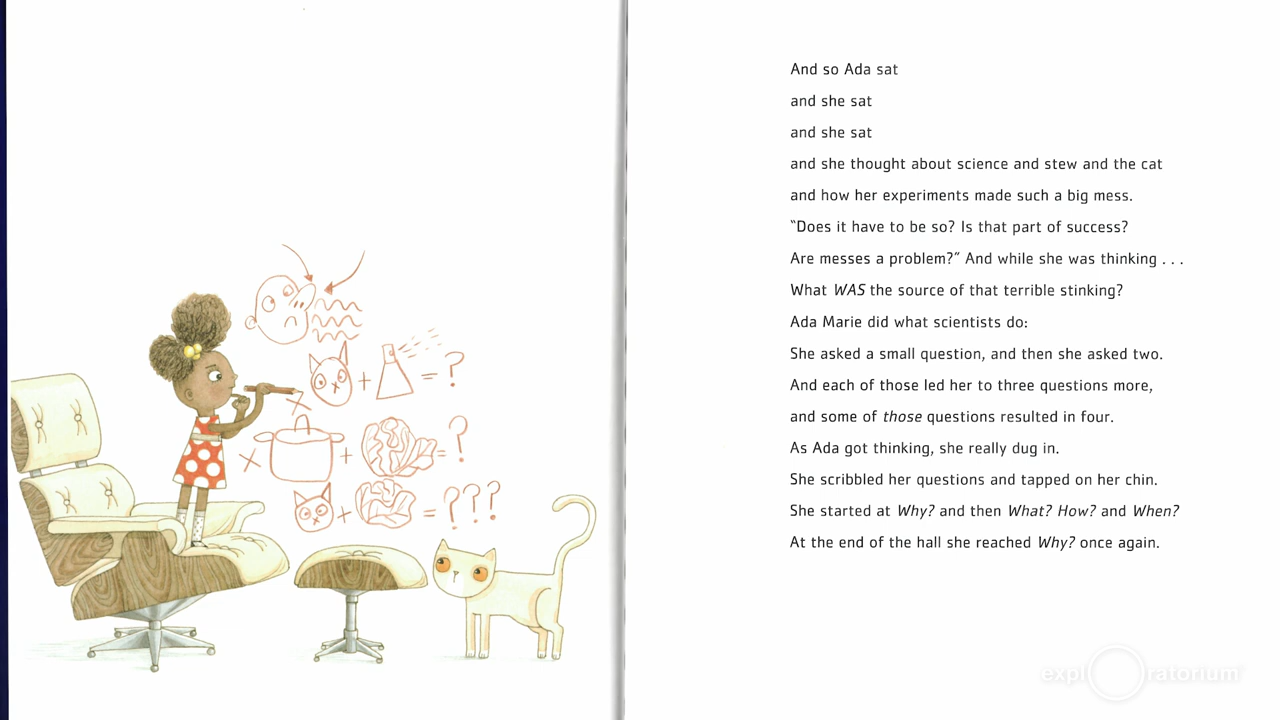 + = ?
× + = ?
+ = ???
And so Ada sat
and she sat
and she sat
and she thought about science and stew and the cat
and how her experiments made such a big mess.
“Does it have to be so? Is that part of success?
Are messes a problem?” And while she was thinking . . .
What WAS the source of that terrible stinking?
Ada Marie did what scientists do:
She asked a small question, and then she asked two.
And each of those led her to three questions more,
and some of those questions resulted in four.
As Ada got thinking, she really dug in.
She scribbled her questions and tapped on her chin.
She started at Why? and then What? How? and When?
At the end of the hall she reached Why? once again.
exploratorium